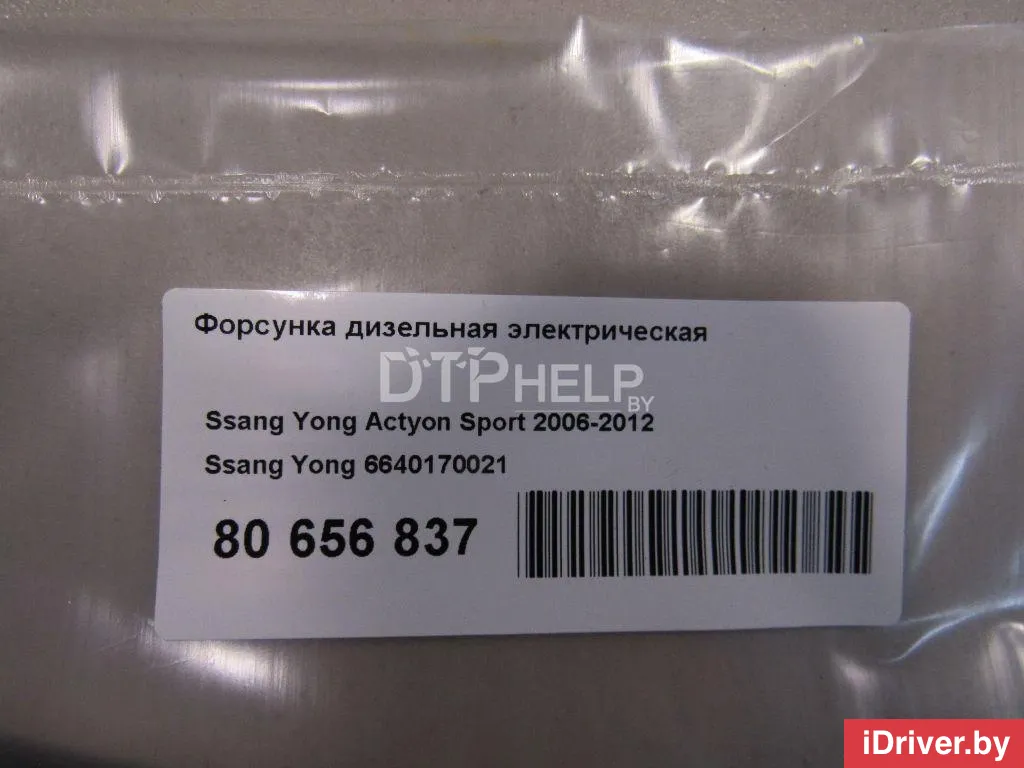 Форсунка дизельная электрическая
DTPHELP
BY
Ssang Yong Actyon Sport 2006-2012
Ssang Yong 6640170021
80 656 837
iDriver.by